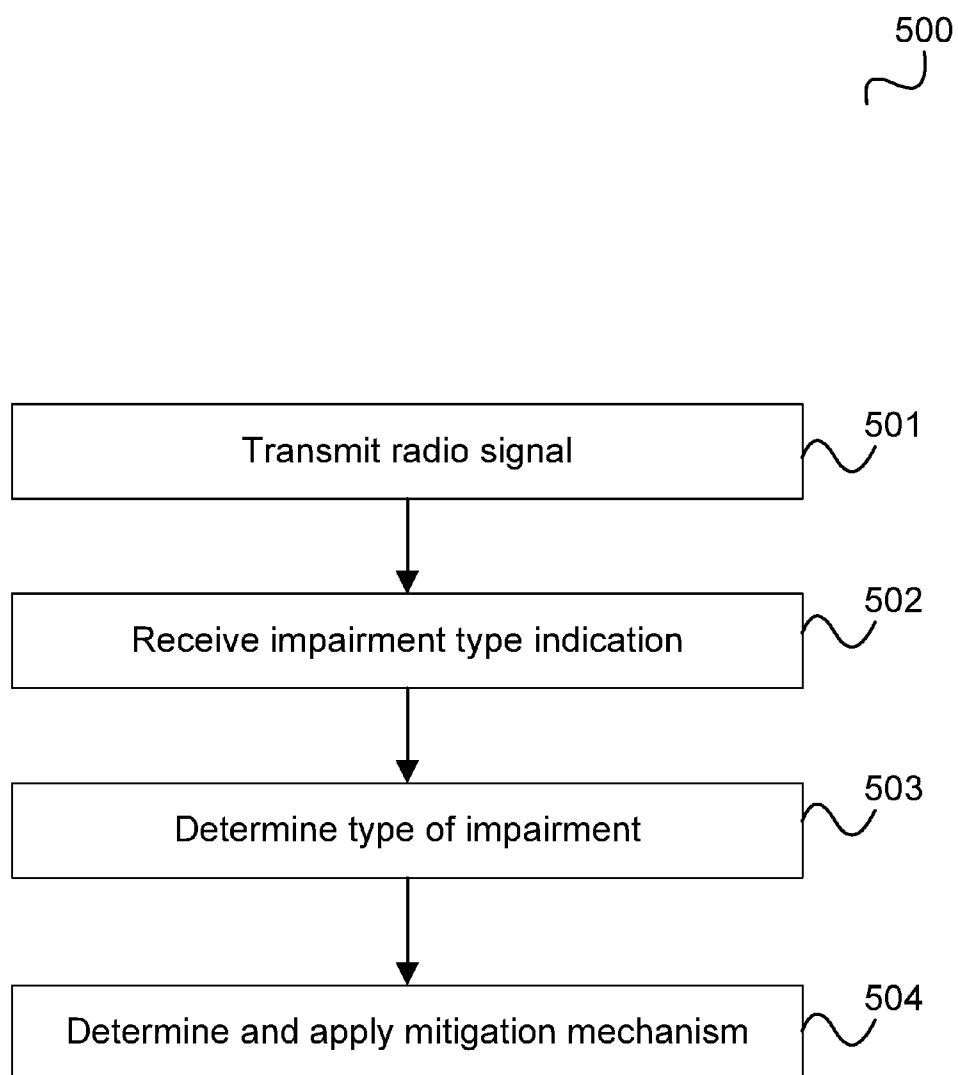 500
Transmit radio signal
501
Receive impairment type indication
502
Determine type of impairment
503
Determine and apply mitigation mechanism
504